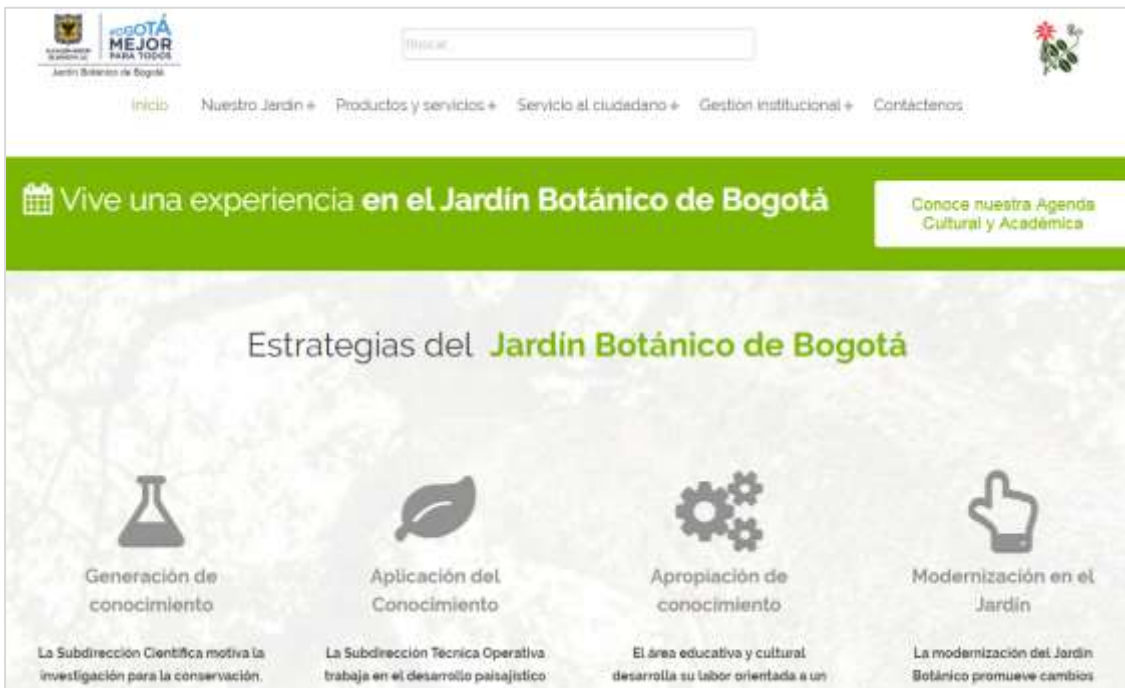 BOGOTÁ
MEJOR
PARA TODOS
Jardín Botánico de Bogotá
Buscar...
Inicio Nuestro Jardín + Productos y servicios + Servicio al ciudadano + Gestión Institucional + Contáctenos
Vive una experiencia en el Jardín Botánico de Bogotá
Conoce nuestra Agenda
Cultural y Académica
Estrategias del Jardín Botánico de Bogotá
Generación de
conocimiento
La Subdirección Científica motiva la
investigación para la conservación.
Aplicación del
Conocimiento
La Subdirección Técnica Operativa
trabaja en el desarrollo paisajístico
Apropiación de
conocimiento
El área educativa y cultural
desarrolla su labor orientada a un
Modernización en el
Jardín
La modernización del Jardín
Botánico promueve cambios